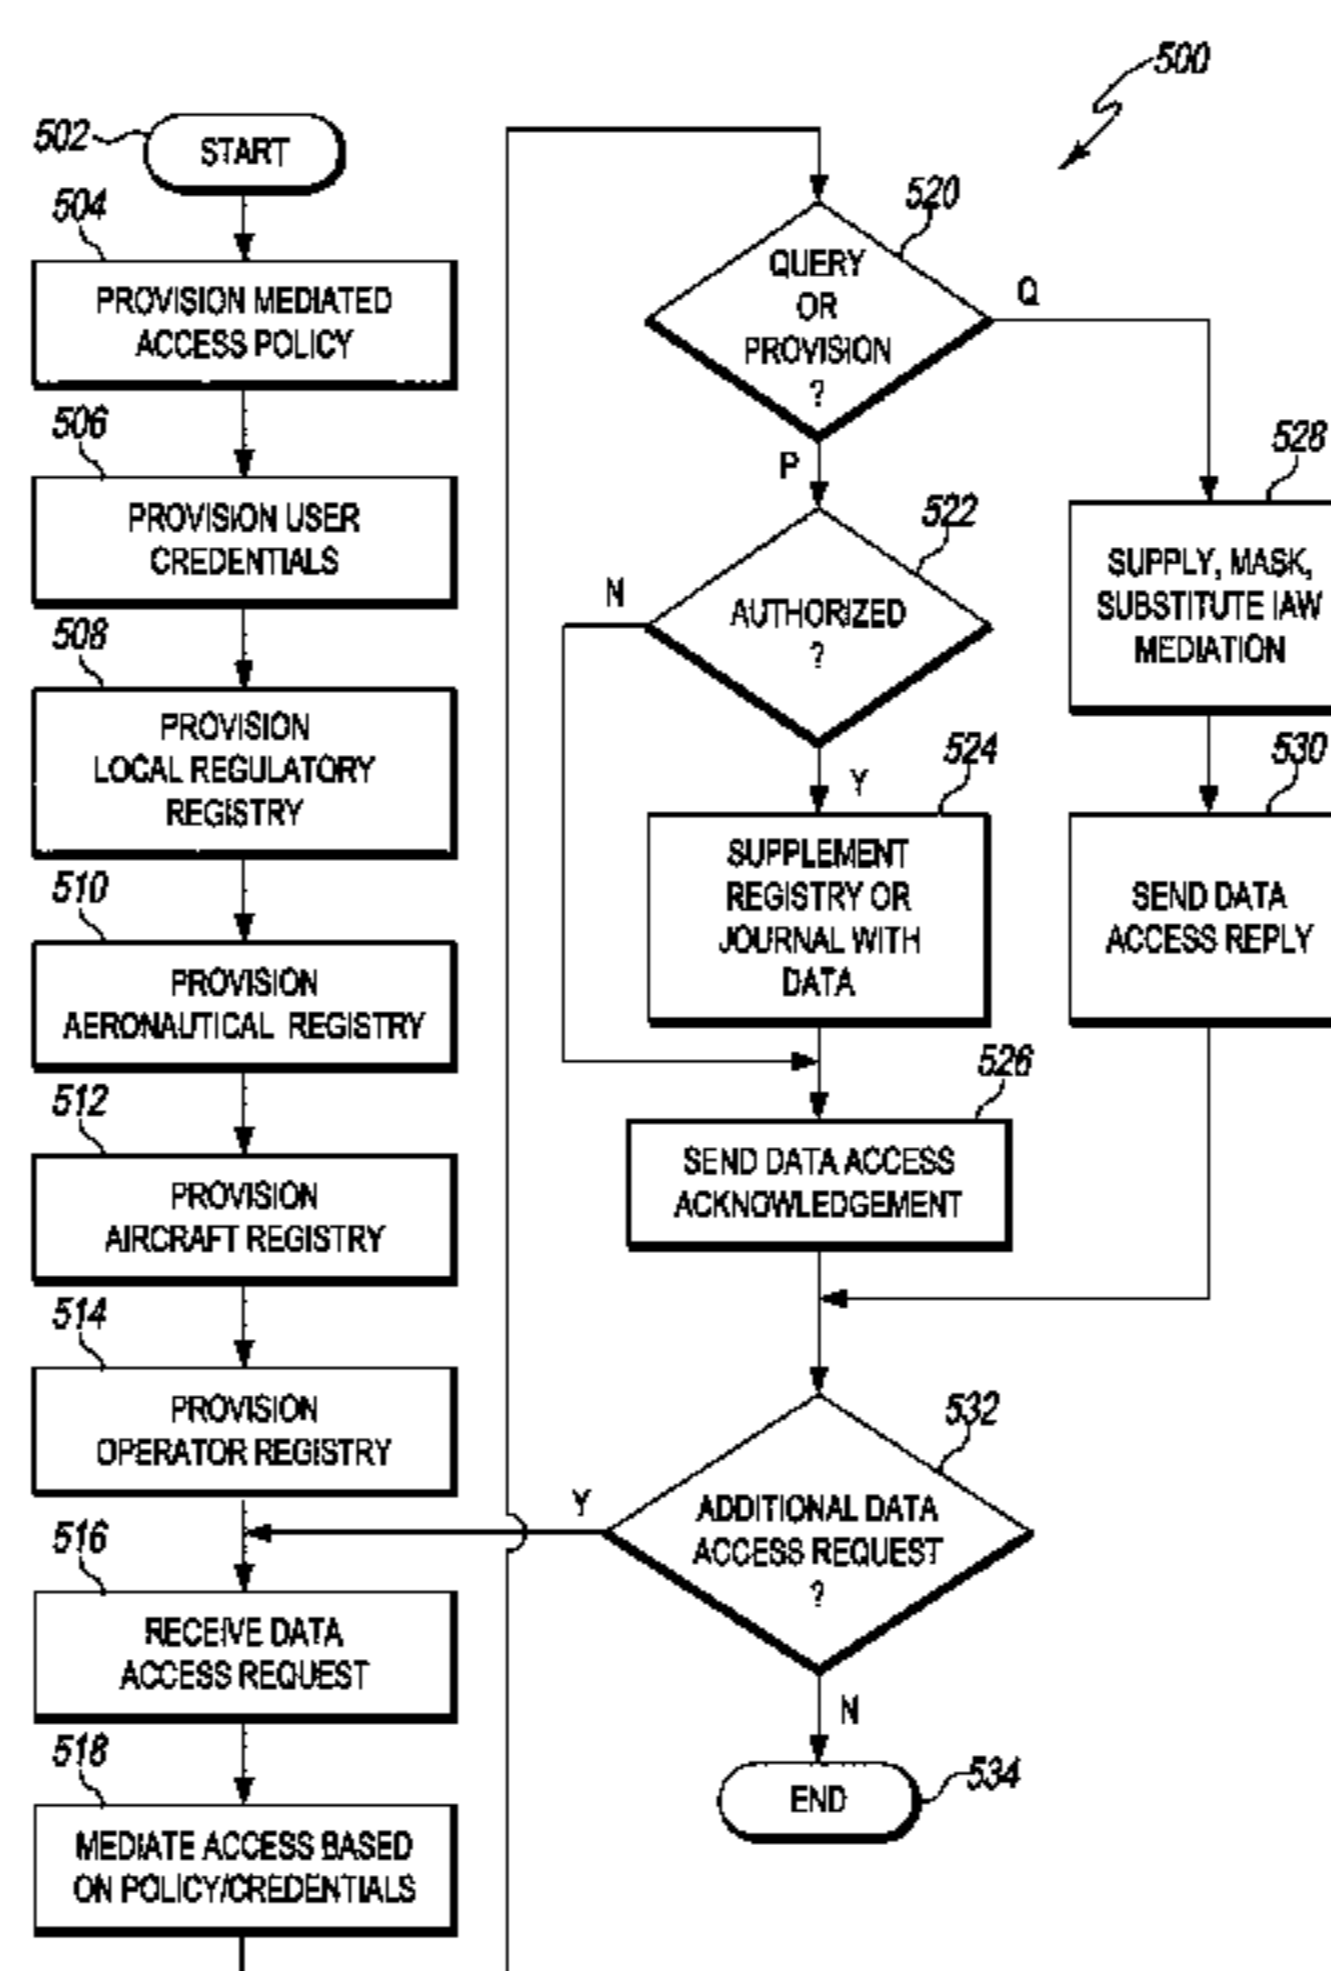 500
502
START
504
PROVISION MEDIATED
ACCESS POLICY
506
PROVISION USER
CREDENTIALS
508
PROVISION
LOCAL REGULATORY
REGISTRY
510
PROVISION
AERONAUTICAL REGISTRY
512
PROVISION
AIRCRAFT REGISTRY
514
PROVISION
OPERATOR REGISTRY
516
RECEIVE DATA
ACCESS REQUEST
518
MEDIATE ACCESS BASED
ON POLICY/CREDENTIALS
520
QUERY
OR
PROVISION
?
Q
P
522
AUTHORIZED
?
N
Y
524
SUPPLEMENT
REGISTRY OR
JOURNAL WITH
DATA
526
SEND DATA ACCESS
ACKNOWLEDGEMENT
528
SUPPLY, MASK,
SUBSTITUTE IAW
MEDIATION
530
SEND DATA
ACCESS REPLY
532
ADDITIONAL DATA
ACCESS REQUEST
?
Y
N
END
534